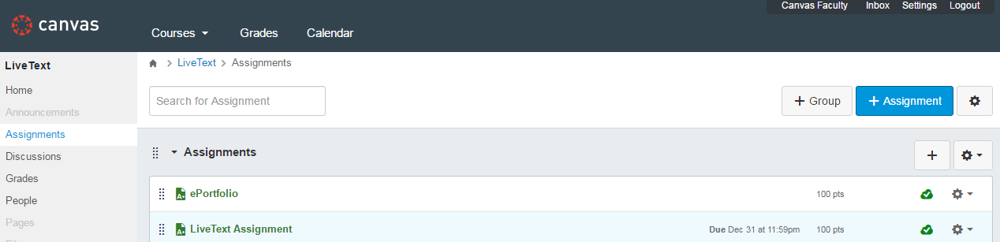 Canvas Faculty Inbox Settings Logout
canvas
Courses Grades Calendar
LiveText
Home
Announcements
Assignments
Discussions
Grades
People
Pages
LiveText > Assignments
Search for Assignment
+ Group
+ Assignment
Assignments
ePortfolio 100 pts
LiveText Assignment Due Dec 31 at 11:59pm 100 pts